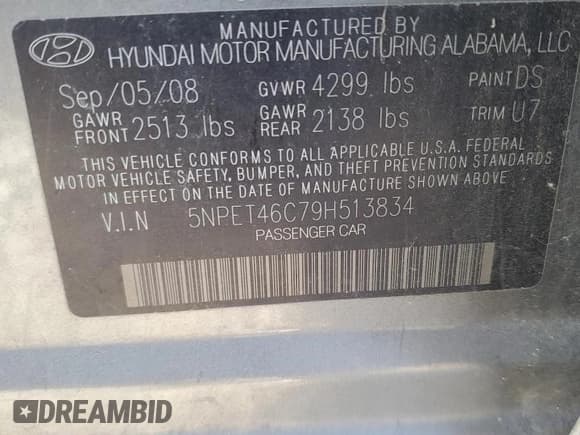 MANUFACTURED BY
HYUNDAI MOTOR MANUFACTURING ALABAMA, LLC
Sep/05/08 GVWR 4299 lbs PAINT DS
GAWR FRONT 2513 lbs GAWR REAR 2138 lbs TRIM U7
THIS VEHICLE CONFORMS TO ALL APPLICABLE U.S.A. FEDERAL
MOTOR VEHICLE SAFETY, BUMPER, AND THEFT PREVENTION STANDARDS
IN EFFECT ON THE DATE OF MANUFACTURE SHOWN ABOVE
V.I.N 5NPET46C79H513834
PASSENGER CAR
DREAMBID